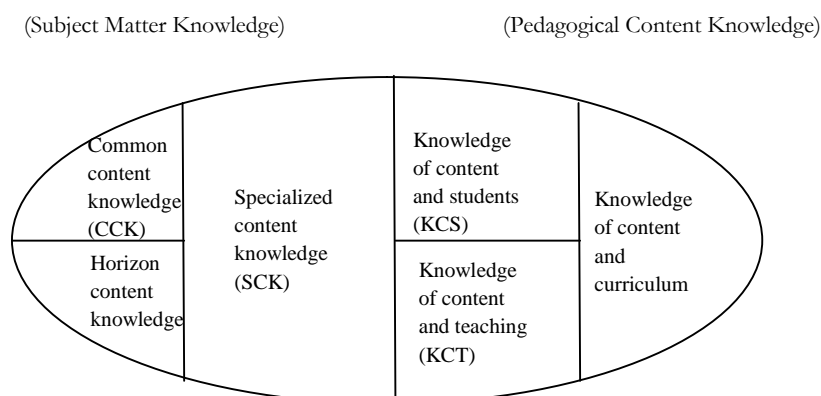 (Subject Matter Knowledge)
(Pedagogical Content Knowledge)
Common
content
knowledge
(CCK)
Horizon
content
knowledge
Specialized
content
knowledge
(SCK)
Knowledge
of content
and students
(KCS)
Knowledge
of content
and teaching
(KCT)
Knowledge
of content
and
curriculum